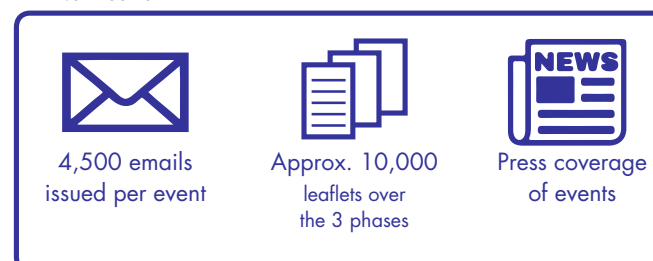 NEWS
4,500 emails
issued per event
Approx. 10,000
leaflets over
the 3 phases
Press coverage
of events